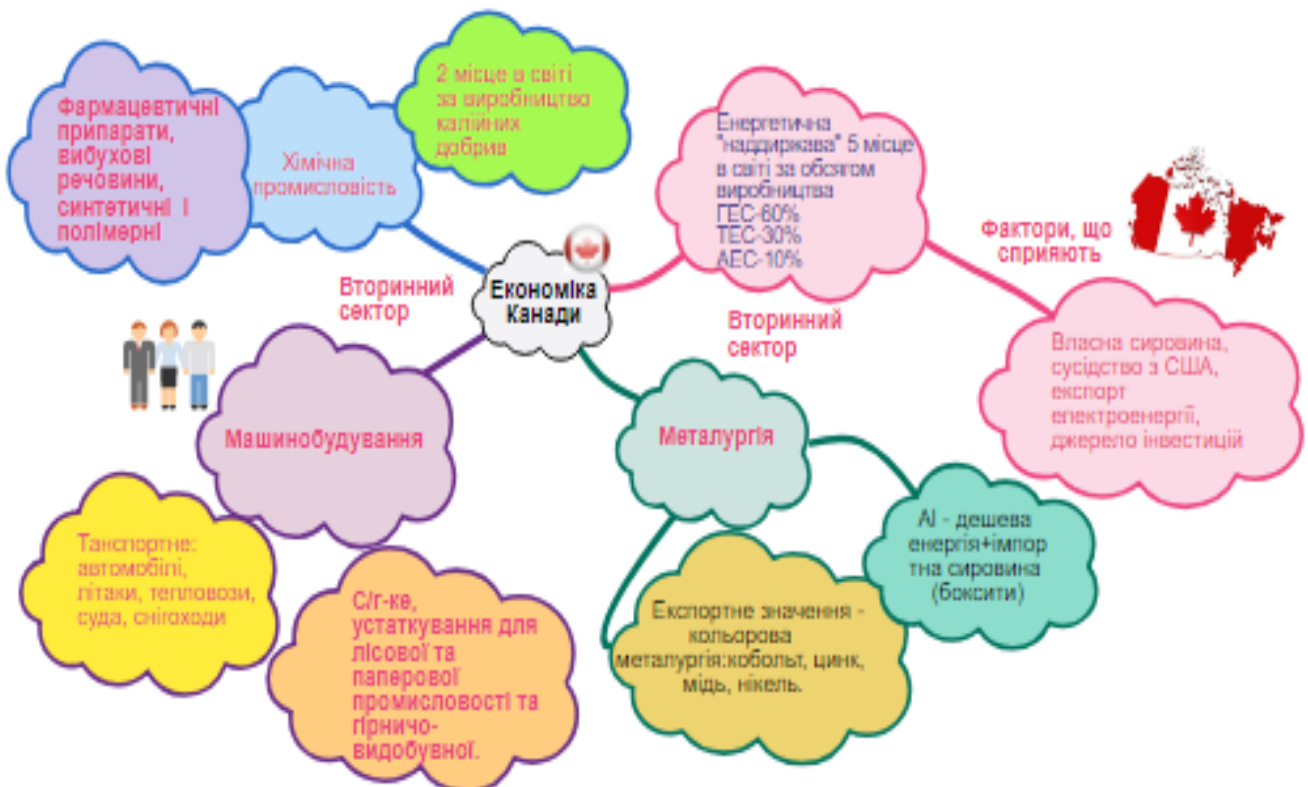 Фармацевтичні
припарати,
вибухові
речовини,
синтетичні і
полімерні
Хімічна
промисловість
2 місце в світі
за виробництво
калійних
добрив
Енергетична
"наддиржава" 5 місце
в світі за обсягом
виробництва
ГЕС-60%
ТЕС-30%
АЕС-10%
Фактори, що
сприяють
Вторинний
сектор
Економіка
Канади
Вторинний
сектор
Власна сировина,
сусідство з США,
експорт
електроенергії,
джерело інвестицій
Машинобудування
Металургія
Танспортне:
автомобілі,
літаки, тепловози,
суда, снігоходи
С/г-ке,
устаткування для
лісової та
паперової
промисловості та
гірничо-
видобувної.
Експортне значення -
кольорова
металургія:кобольт, цинк,
мідь, нікель.
Al - дешева
енергія+імпор
тна сировина
(боксити)